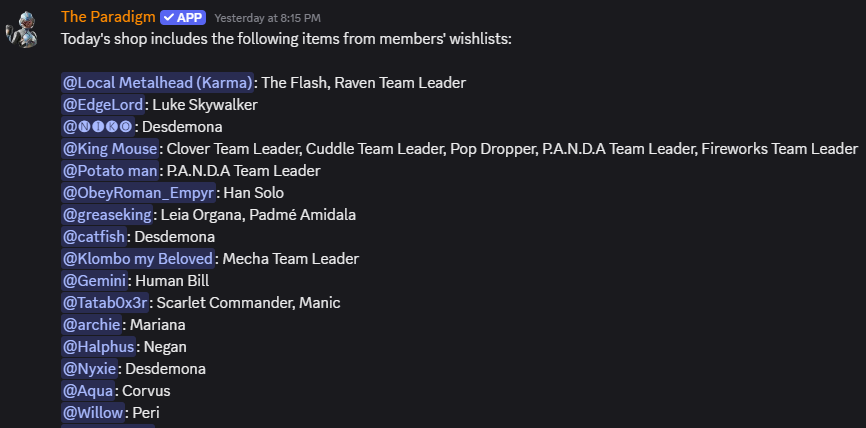 The Paradigm ✓ APP Yesterday at 8:15 PM
Today's shop includes the following items from members' wishlists:
@Local Metalhead (Karma): The Flash, Raven Team Leader
@EdgeLord: Luke Skywalker
@🅝🅘🅚🅞: Desdemona
@King Mouse: Clover Team Leader, Cuddle Team Leader, Pop Dropper, P.A.N.D.A Team Leader, Fireworks Team Leader
@Potato man: P.A.N.D.A Team Leader
@ObeyRoman_Empyr: Han Solo
@greaseking: Leia Organa, Padmé Amidala
@catfish: Desdemona
@Klombo my Beloved: Mecha Team Leader
@Gemini: Human Bill
@Tatab0x3r: Scarlet Commander, Manic
@archie: Mariana
@Halphus: Negan
@Nyxie: Desdemona
@Aqua: Corvus
@Willow: Peri